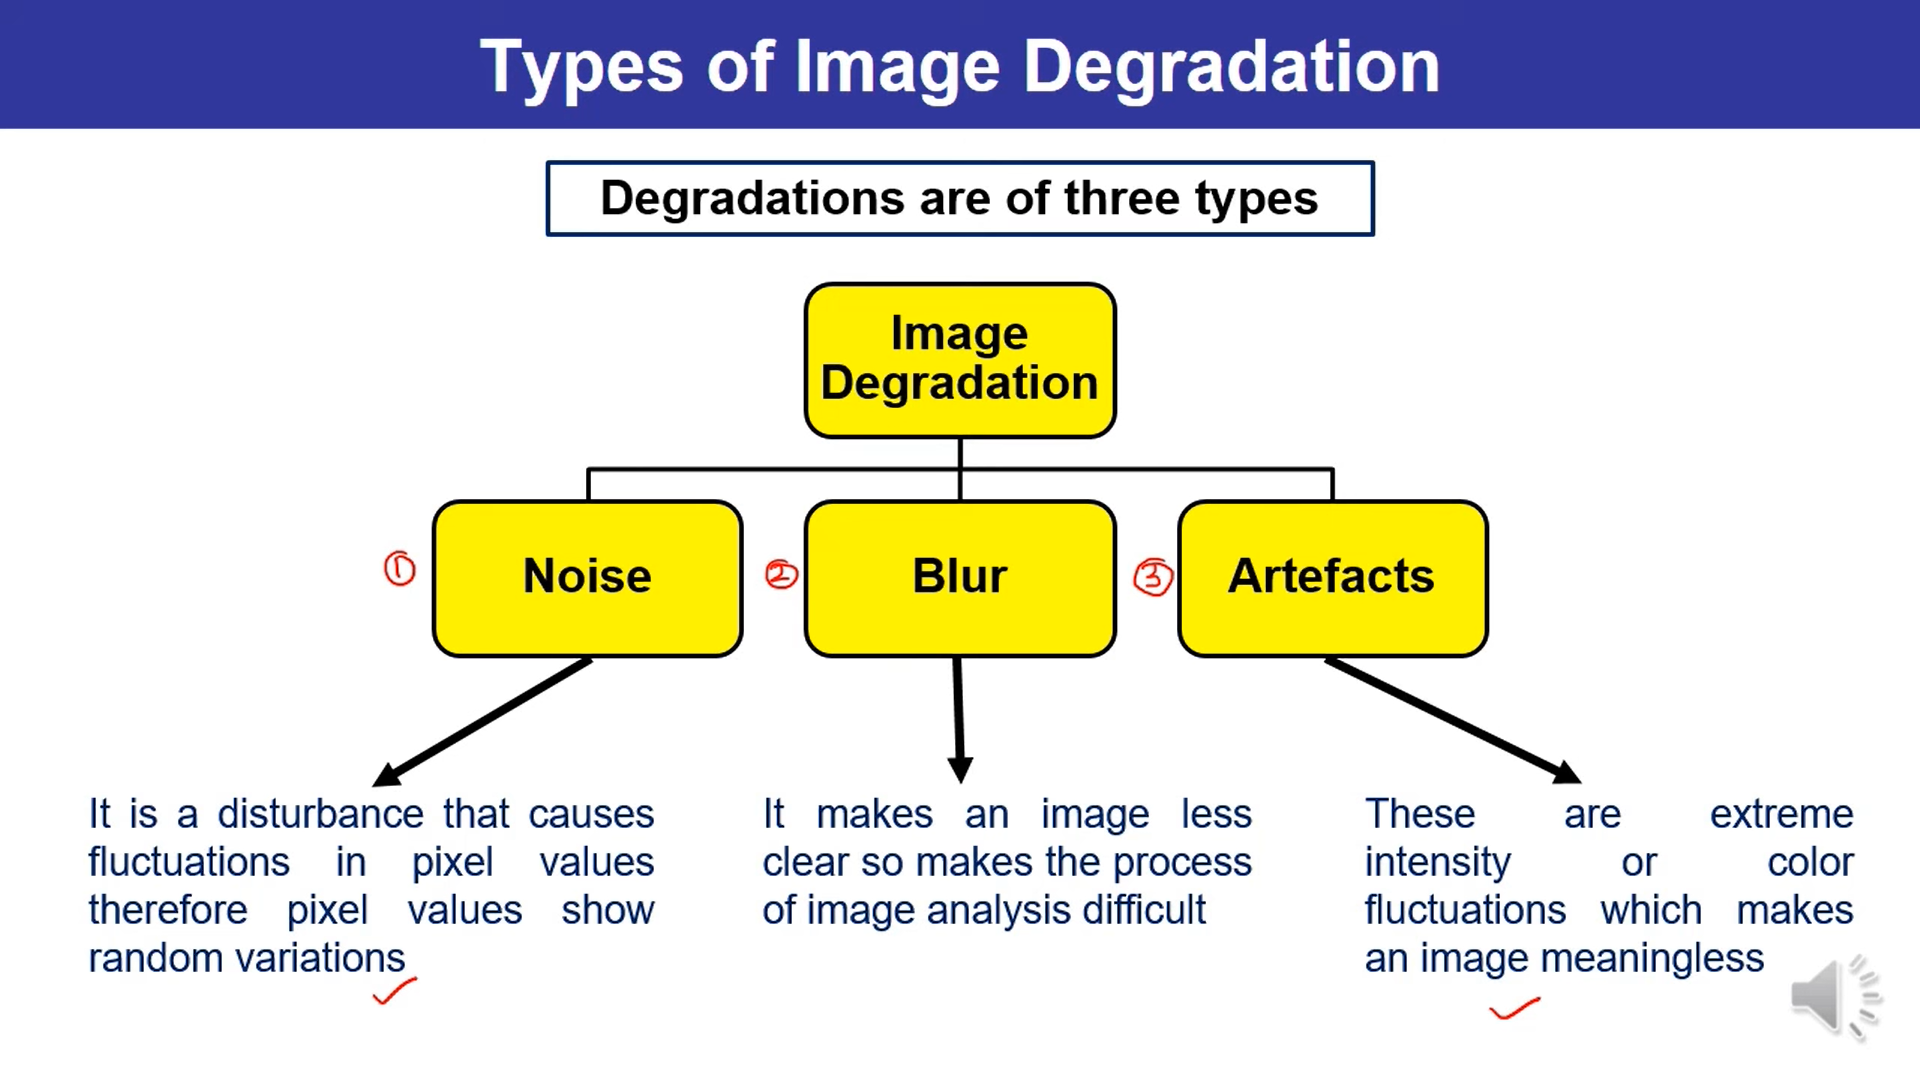 Types of Image Degradation
Degradations are of three types
Image
Degradation
① Noise
② Blur
③ Artefacts
It is a disturbance that causes
fluctuations in pixel values
therefore pixel values show
random variations
It makes an image less
clear so makes the process
of image analysis difficult
These are extreme
intensity or color
fluctuations which makes
an image meaningless